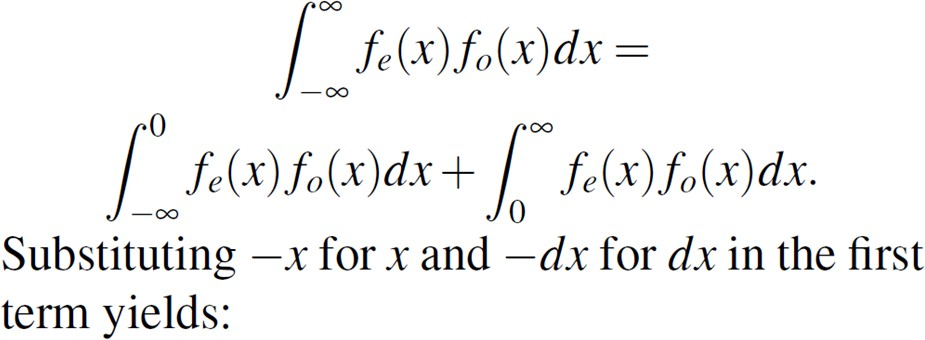 ∫_{−∞}^{∞} f_e(x) f_o(x)dx =
∫_{−∞}^{0} f_e(x) f_o(x)dx + ∫_{0}^{∞} f_e(x) f_o(x)dx.
Substituting −x for x and −dx for dx in the first
term yields: